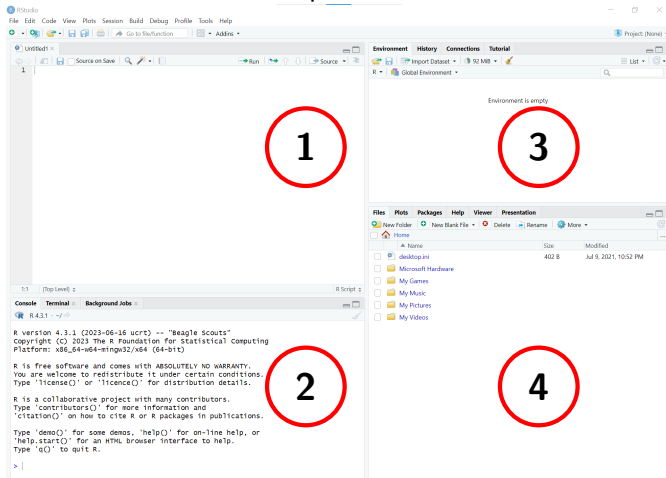 RStudio
File Edit Code View Plots Session Build Debug Profile Tools Help
Go to file/function Addins Project: (None)
Untitled1
Source on Save Run Source
1
1:1 (Top Level) R Script
Console Terminal Background Jobs
R 4.3.1 · ~/
R version 4.3.1 (2023-06-16 ucrt) -- "Beagle Scouts"
Copyright (C) 2023 The R Foundation for Statistical Computing
Platform: x86_64-w64-mingw32/x64 (64-bit)
R is free software and comes with ABSOLUTELY NO WARRANTY.
You are welcome to redistribute it under certain conditions.
Type 'license()' or 'licence()' for distribution details.
R is a collaborative project with many contributors.
Type 'contributors()' for more information and
'citation()' on how to cite R or R packages in publications.
Type 'demo()' for some demos, 'help()' for on-line help, or
'help.start()' for an HTML browser interface to help.
Type 'q()' to quit R.
>
1
2
Environment History Connections Tutorial
Import Dataset 92 MiB List
R Global Environment
Environment is empty
3
Files Plots Packages Help Viewer Presentation
New Folder New Blank File Delete Rename More
Home
Name Size Modified
desktop.ini 402 B Jul 9, 2021, 10:52 PM
Microsoft Hardware
My Games
My Music
My Pictures
My Videos
4